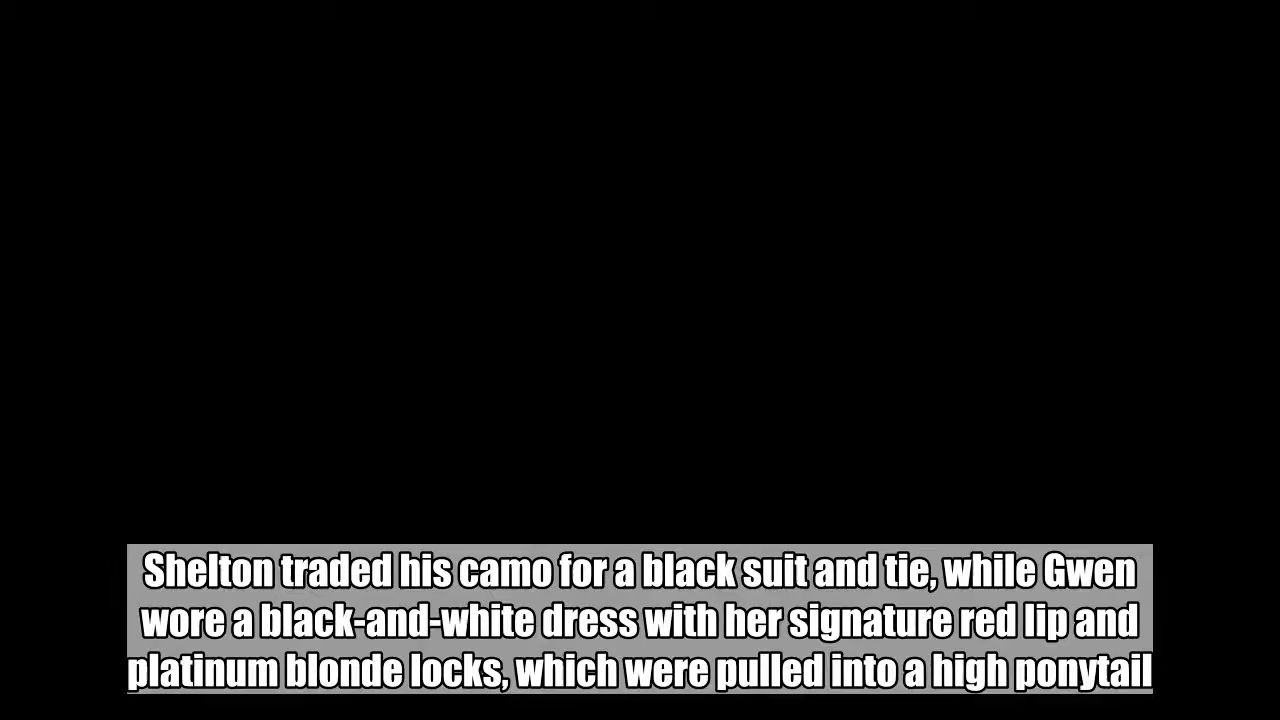 Shelton traded his camo for a black suit and tie, while Gwen
wore a black-and-white dress with her signature red lip and
platinum blonde locks, which were pulled into a high ponytail